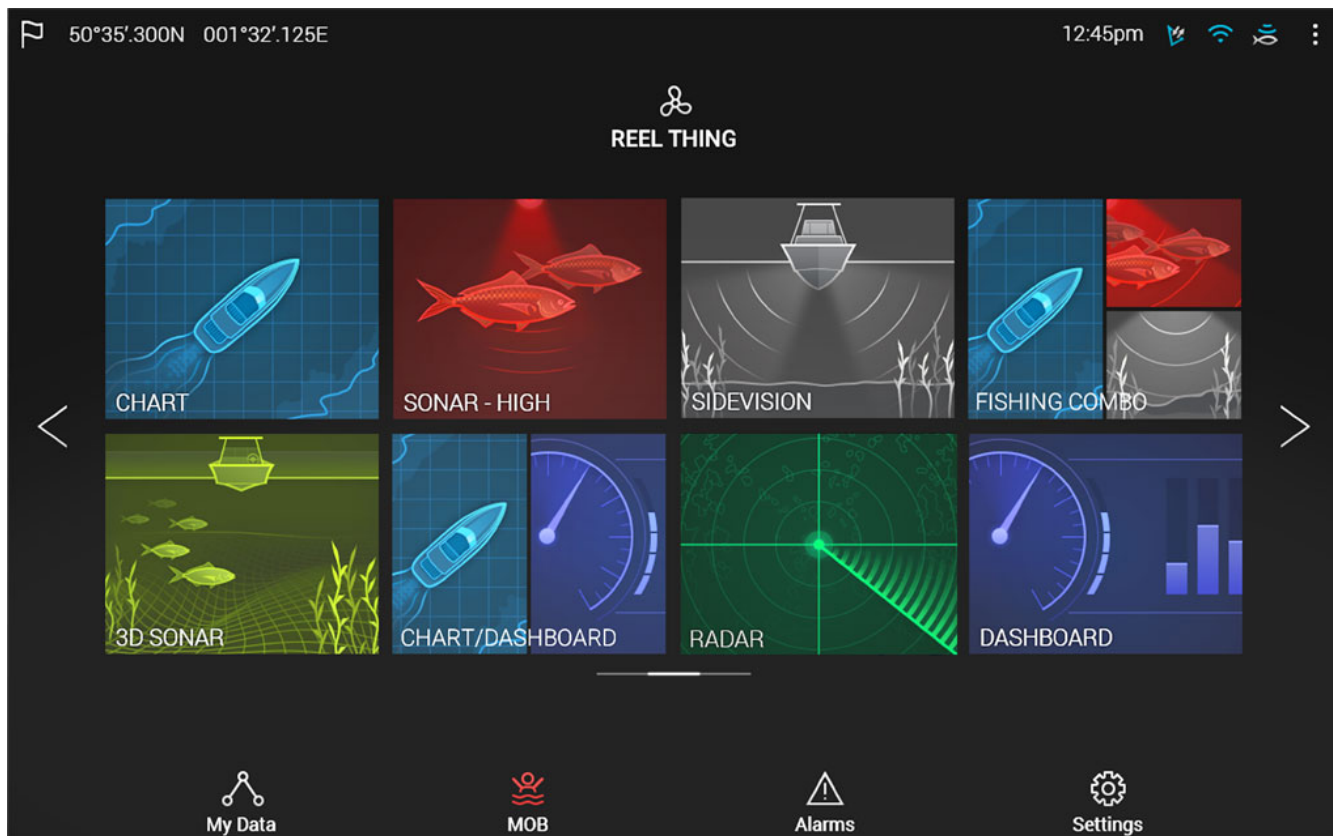 50°35'.300N 001°32'.125E
12:45pm
REEL THING
CHART
SONAR - HIGH
SIDEVISION
FISHING COMBO
3D SONAR
CHART/DASHBOARD
RADAR
DASHBOARD
My Data
MOB
Alarms
Settings